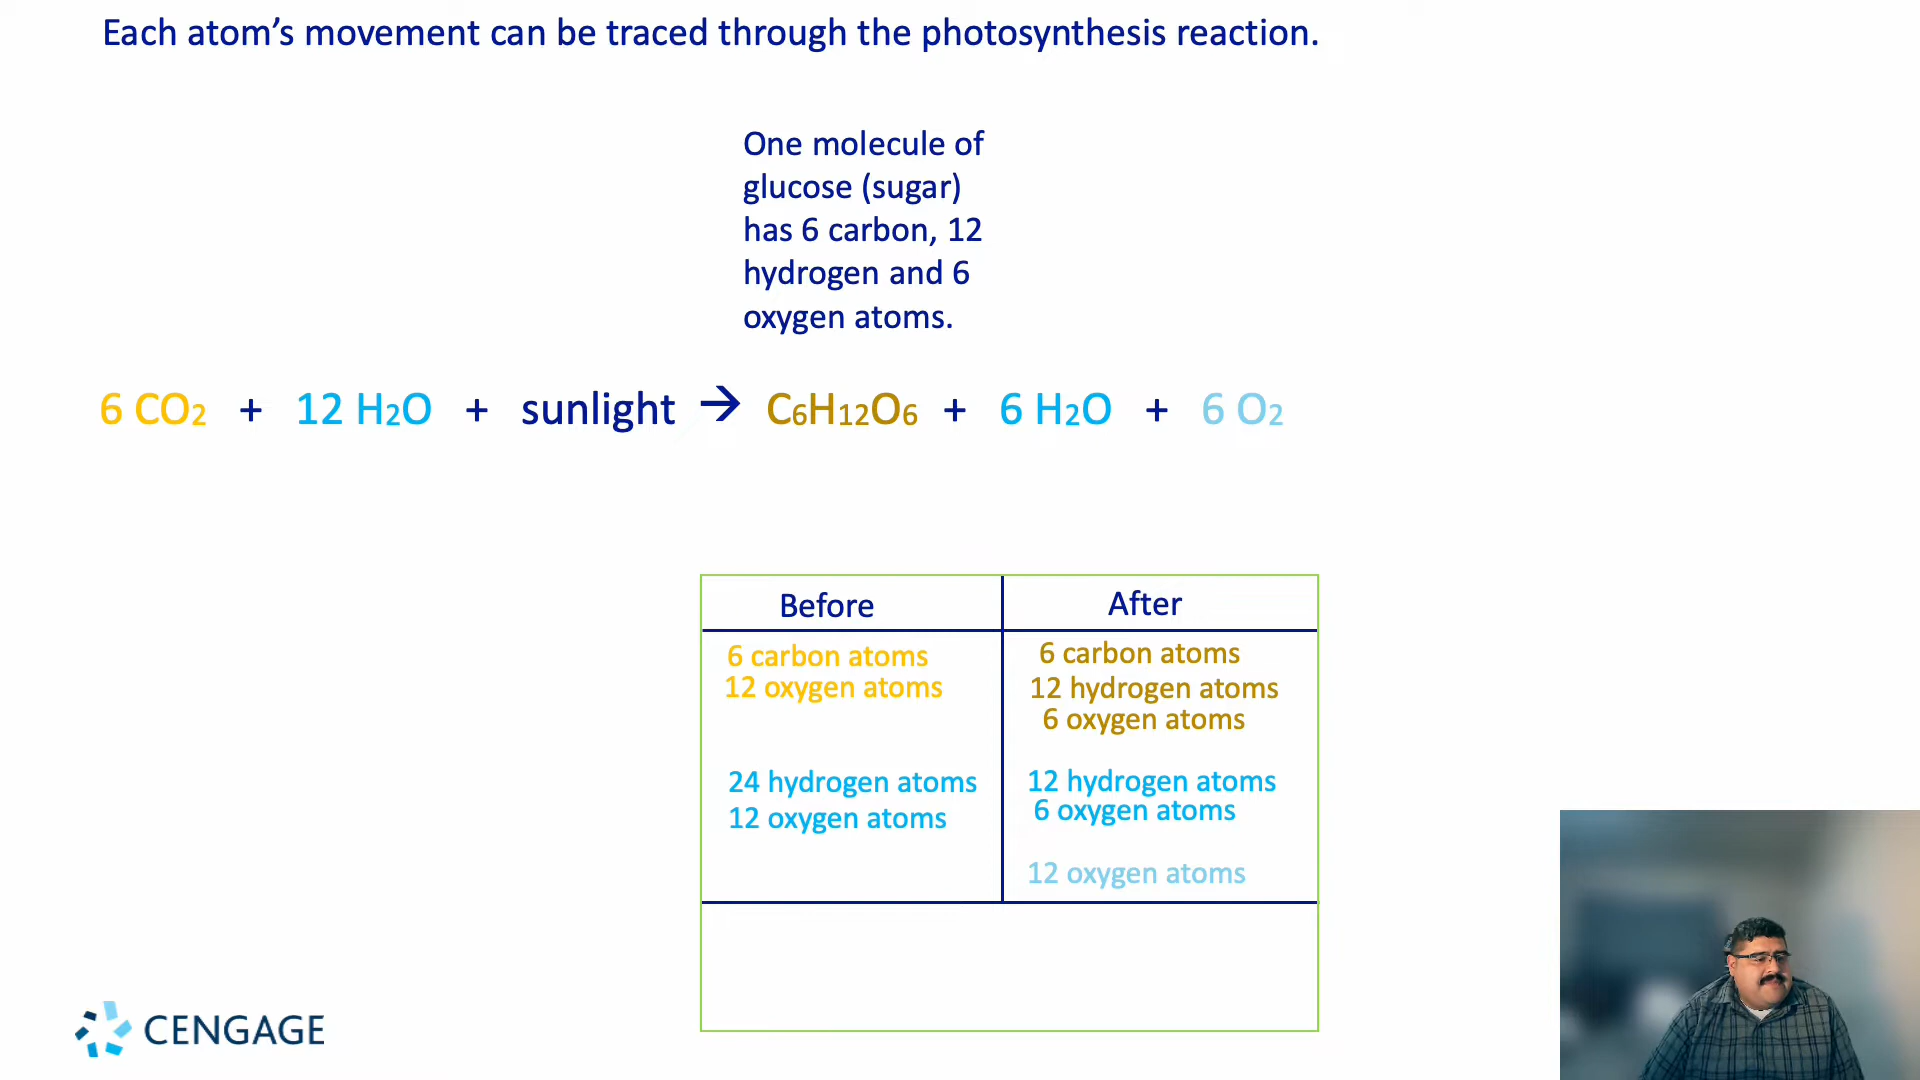 Each atom’s movement can be traced through the photosynthesis reaction.
One molecule of
glucose (sugar)
has 6 carbon, 12
hydrogen and 6
oxygen atoms.
6 CO2 + 12 H2O + sunlight → C6H12O6 + 6 H2O + 6 O2
Before After
6 carbon atoms 6 carbon atoms
12 oxygen atoms 12 hydrogen atoms
6 oxygen atoms
24 hydrogen atoms 12 hydrogen atoms
12 oxygen atoms 6 oxygen atoms
12 oxygen atoms
CENGAGE